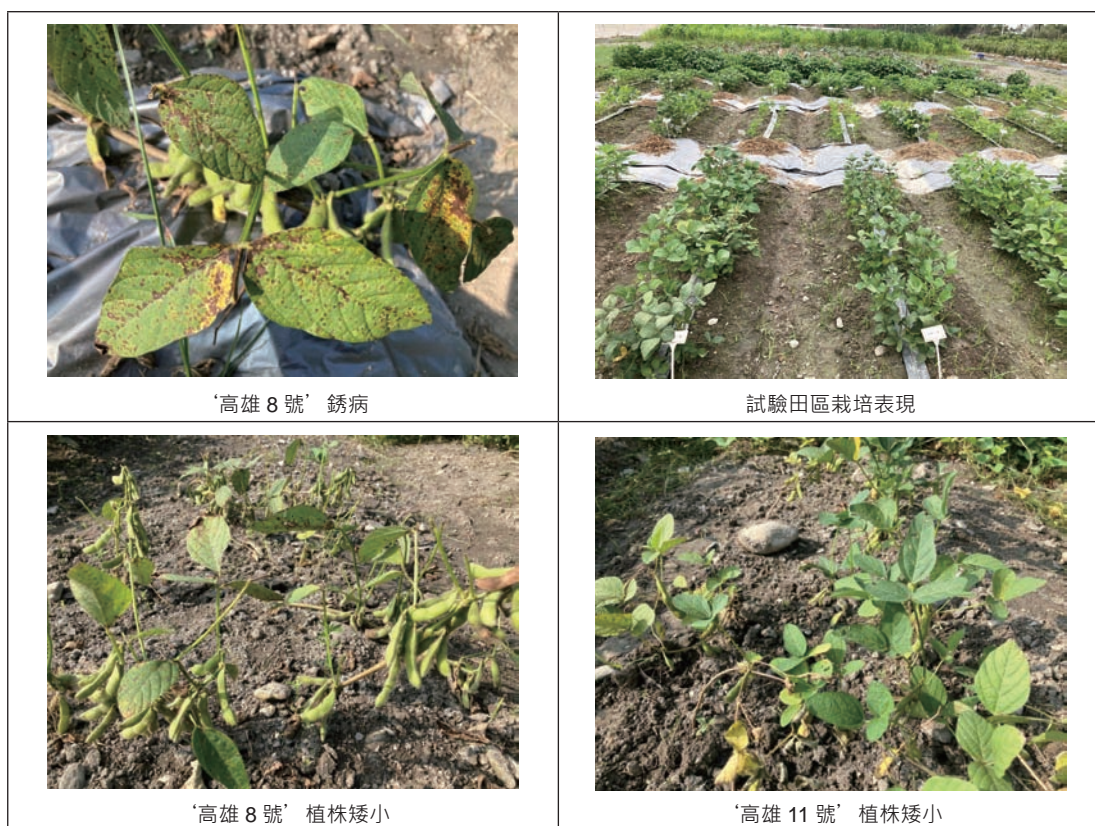 ‘高雄 8 號’ 銹病
試驗田區栽培表現
‘高雄 8 號’ 植株矮小
‘高雄 11 號’ 植株矮小